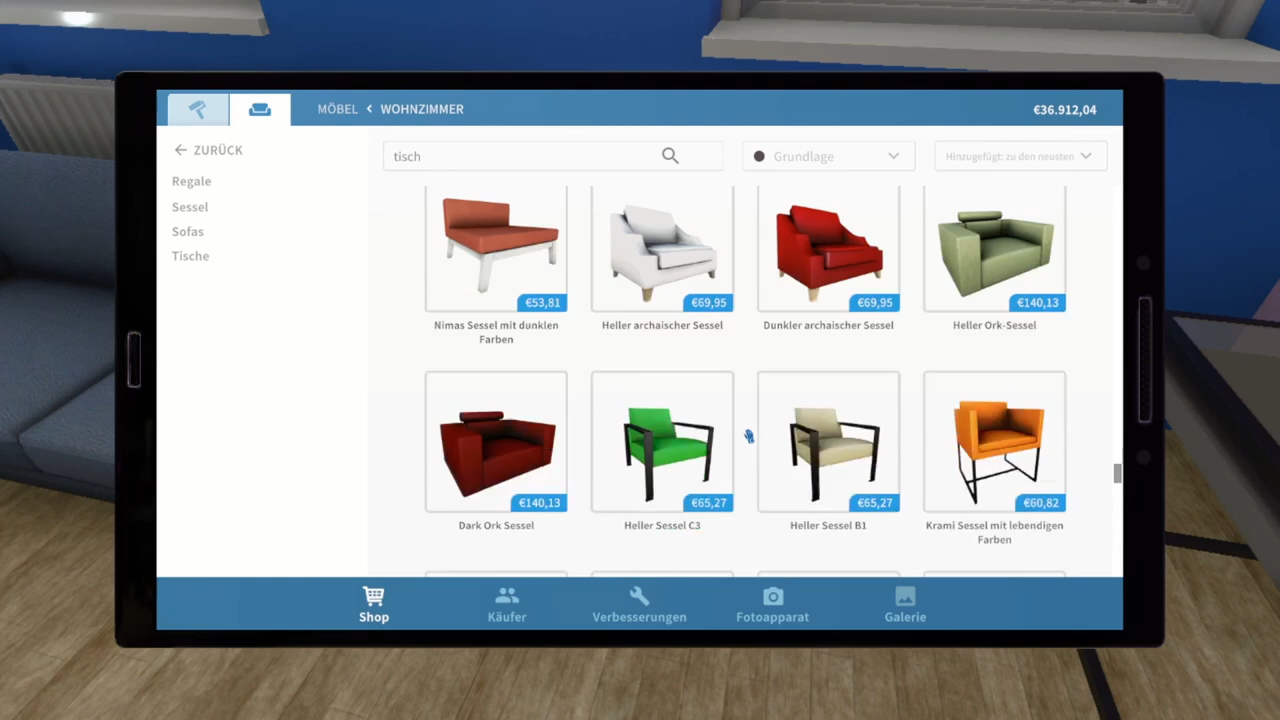 MÖBEL < WOHNZIMMER
€36.912,04
← ZURÜCK
Regale
Sessel
Sofas
Tische
tisch
Grundlage
Hinzugefügt: zu den neusten
€53,81
€69,95
€69,95
€140,13
Nimas Sessel mit dunklen
Farben
Heller archaischer Sessel
Dunkler archaischer Sessel
Heller Ork-Sessel
€140,13
€65,27
€65,27
€60,82
Dark Ork Sessel
Heller Sessel C3
Heller Sessel B1
Krami Sessel mit lebendigen
Farben
Shop
Käufer
Verbesserungen
Fotoapparat
Galerie